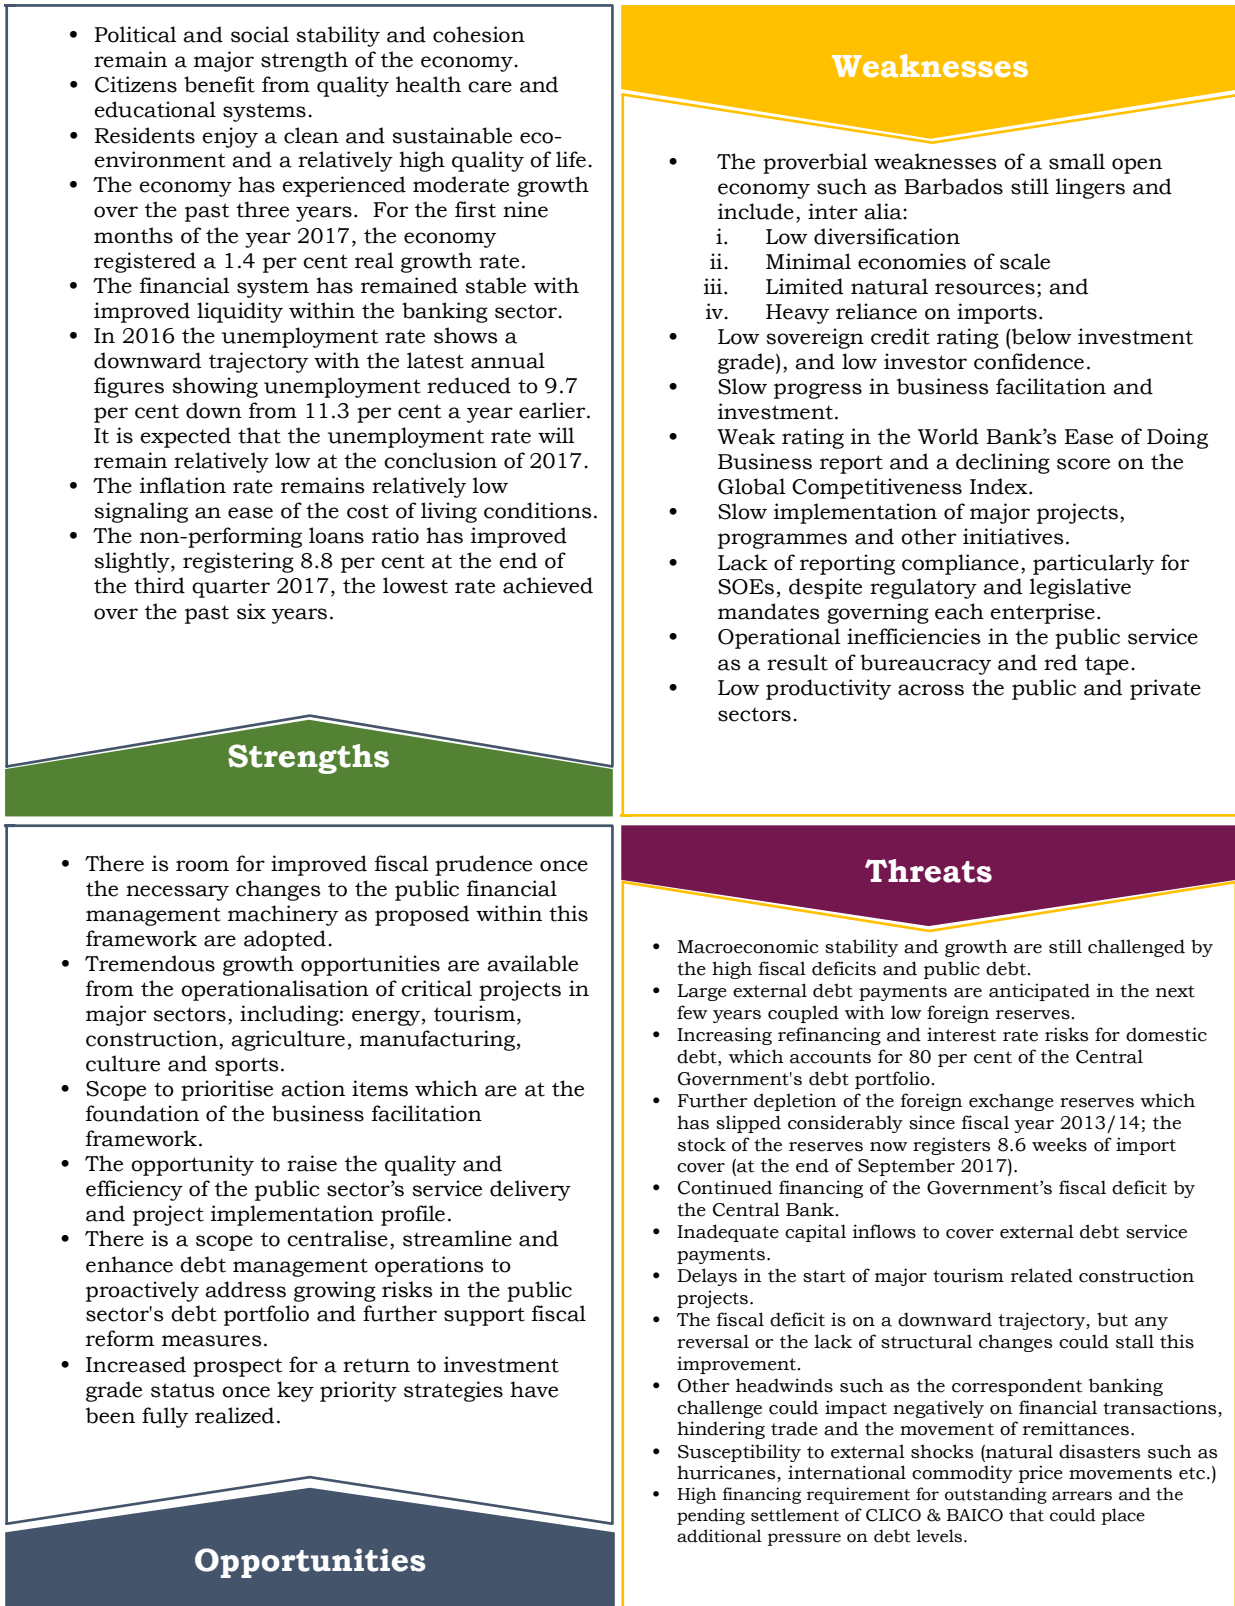 • Political and social stability and cohesion
remain a major strength of the economy.
• Citizens benefit from quality health care and
educational systems.
• Residents enjoy a clean and sustainable eco-
environment and a relatively high quality of life.
• The economy has experienced moderate growth
over the past three years. For the first nine
months of the year 2017, the economy
registered a 1.4 per cent real growth rate.
• The financial system has remained stable with
improved liquidity within the banking sector.
• In 2016 the unemployment rate shows a
downward trajectory with the latest annual
figures showing unemployment reduced to 9.7
per cent down from 11.3 per cent a year earlier.
It is expected that the unemployment rate will
remain relatively low at the conclusion of 2017.
• The inflation rate remains relatively low
signaling an ease of the cost of living conditions.
• The non-performing loans ratio has improved
slightly, registering 8.8 per cent at the end of
the third quarter 2017, the lowest rate achieved
over the past six years.
Strengths
Weaknesses
• The proverbial weaknesses of a small open
economy such as Barbados still lingers and
include, inter alia:
i. Low diversification
ii. Minimal economies of scale
iii. Limited natural resources; and
iv. Heavy reliance on imports.
• Low sovereign credit rating (below investment
grade), and low investor confidence.
• Slow progress in business facilitation and
investment.
• Weak rating in the World Bank's Ease of Doing
Business report and a declining score on the
Global Competitiveness Index.
• Slow implementation of major projects,
programmes and other initiatives.
• Lack of reporting compliance, particularly for
SOEs, despite regulatory and legislative
mandates governing each enterprise.
• Operational inefficiencies in the public service
as a result of bureaucracy and red tape.
• Low productivity across the public and private
sectors.
• There is room for improved fiscal prudence once
the necessary changes to the public financial
management machinery as proposed within this
framework are adopted.
• Tremendous growth opportunities are available
from the operationalisation of critical projects in
major sectors, including: energy, tourism,
construction, agriculture, manufacturing,
culture and sports.
• Scope to prioritise action items which are at the
foundation of the business facilitation
framework.
• The opportunity to raise the quality and
efficiency of the public sector's service delivery
and project implementation profile.
• There is a scope to centralise, streamline and
enhance debt management operations to
proactively address growing risks in the public
sector's debt portfolio and further support fiscal
reform measures.
• Increased prospect for a return to investment
grade status once key priority strategies have
been fully realized.
Opportunities
Threats
• Macroeconomic stability and growth are still challenged by
the high fiscal deficits and public debt.
• Large external debt payments are anticipated in the next
few years coupled with low foreign reserves.
• Increasing refinancing and interest rate risks for domestic
debt, which accounts for 80 per cent of the Central
Government's debt portfolio.
• Further depletion of the foreign exchange reserves which
has slipped considerably since fiscal year 2013/14; the
stock of the reserves now registers 8.6 weeks of import
cover (at the end of September 2017).
• Continued financing of the Government's fiscal deficit by
the Central Bank.
• Inadequate capital inflows to cover external debt service
payments.
• Delays in the start of major tourism related construction
projects.
• The fiscal deficit is on a downward trajectory, but any
reversal or the lack of structural changes could stall this
improvement.
• Other headwinds such as the correspondent banking
challenge could impact negatively on financial transactions,
hindering trade and the movement of remittances.
• Susceptibility to external shocks (natural disasters such as
hurricanes, international commodity price movements etc.)
• High financing requirement for outstanding arrears and the
pending settlement of CLICO & BAICO that could place
additional pressure on debt levels.